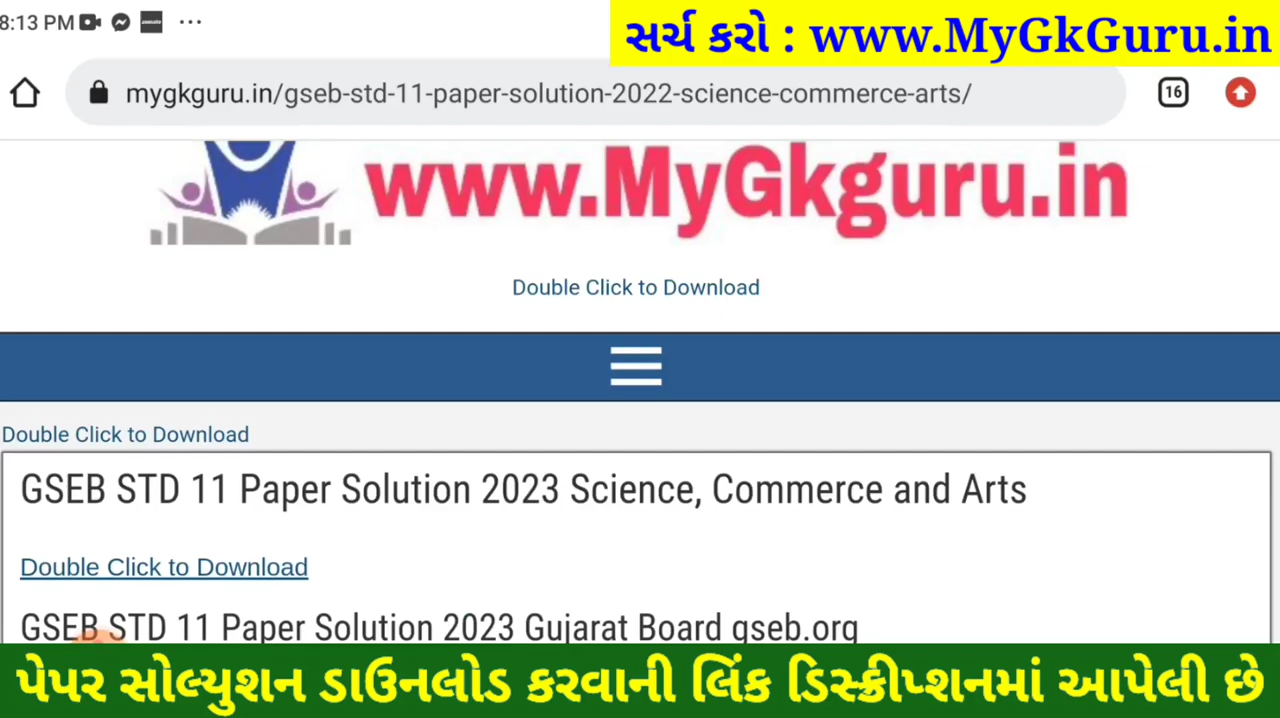 8:13 PM
સર્ચ કરો : www.MyGkGuru.in
mygkguru.in/gseb-std-11-paper-solution-2022-science-commerce-arts/
16
www.MyGkguru.in
Double Click to Download
Double Click to Download
GSEB STD 11 Paper Solution 2023 Science, Commerce and Arts
Double Click to Download
GSEB STD 11 Paper Solution 2023 Gujarat Board gseb.org
પેપર સોલ્યુશન ડાઉનલોડ કરવાની લિંક ડિસ્ક્રીપ્શનમાં આપેલી છે